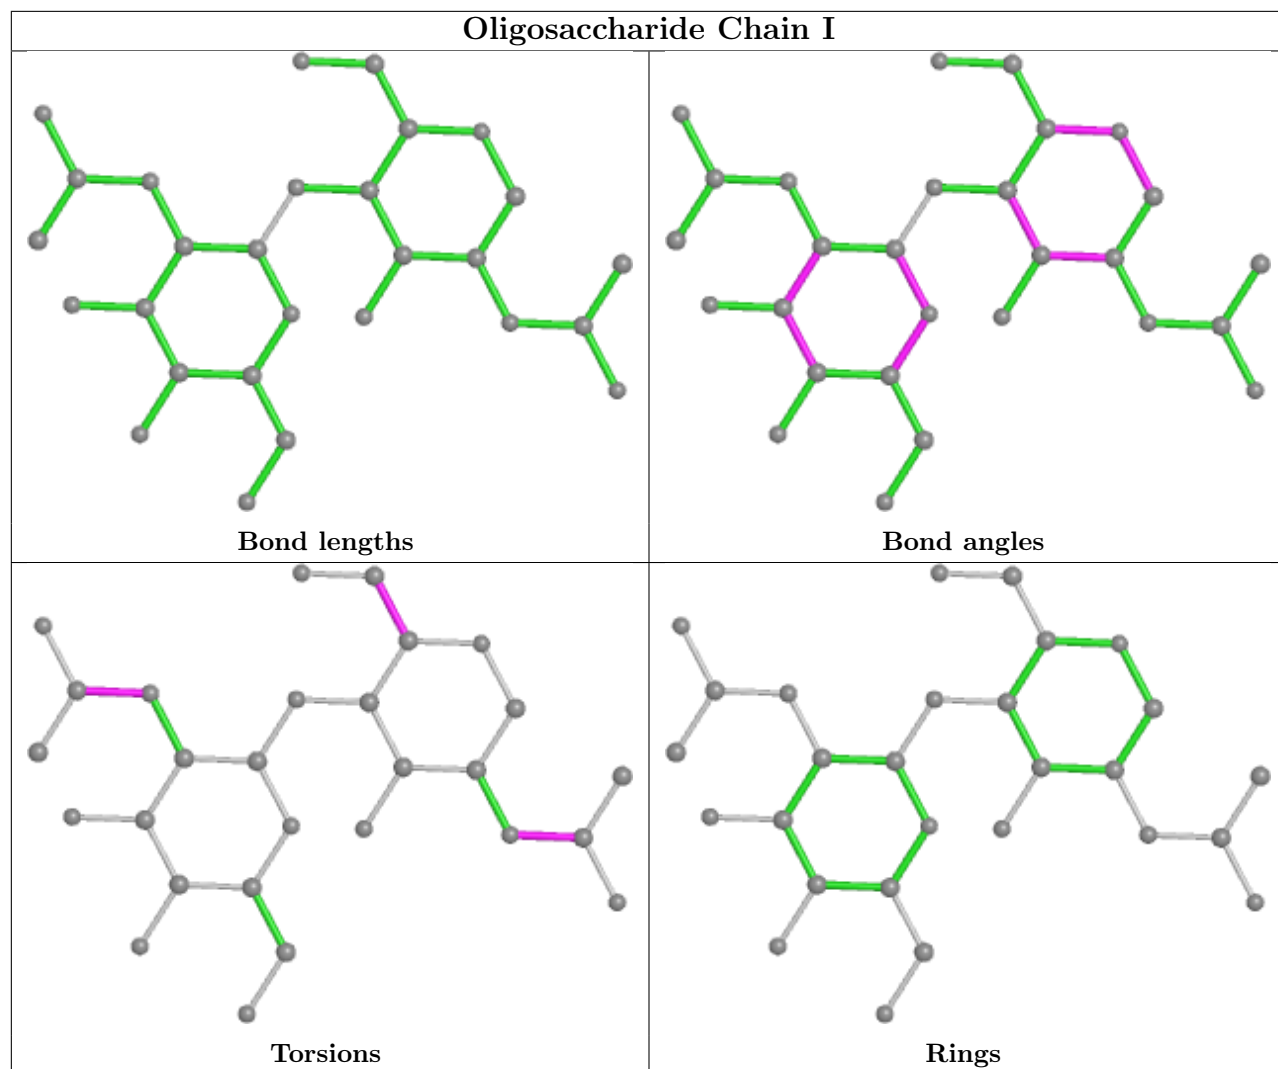 Oligosaccharide Chain I
Bond lengths
Bond angles
Torsions
Rings